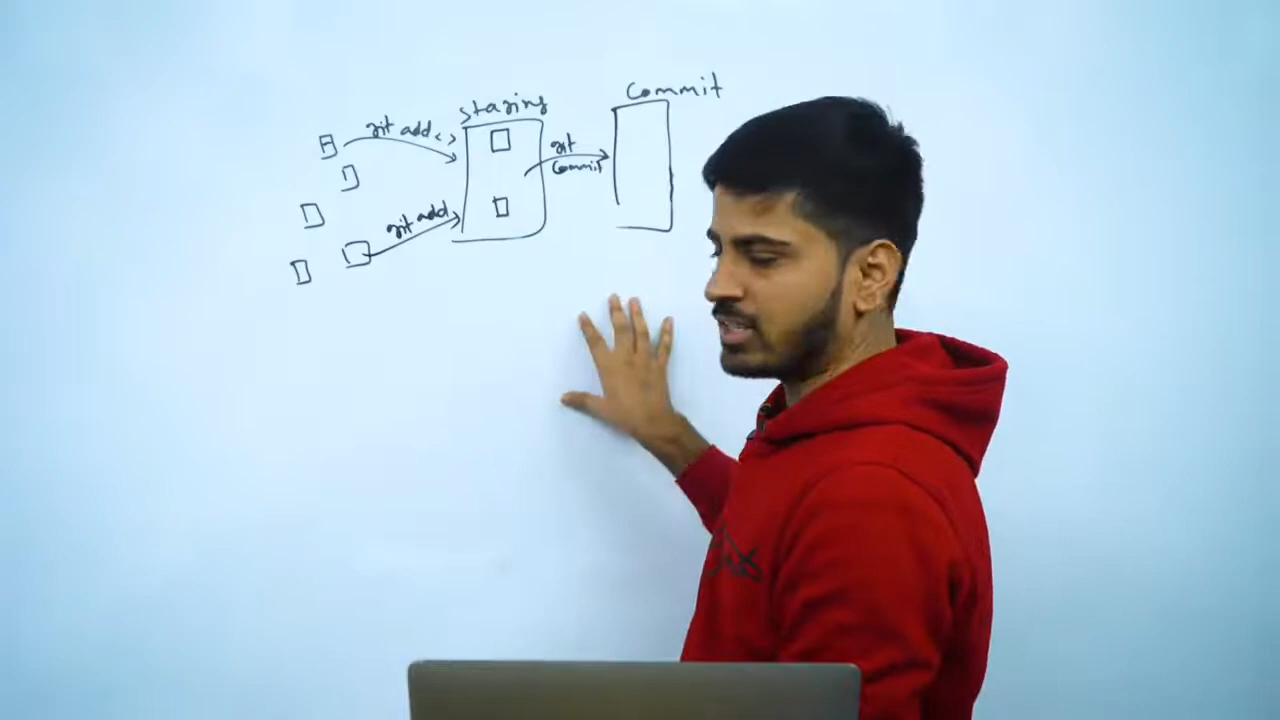 Commit
staging
git add <>
git
commit
git add